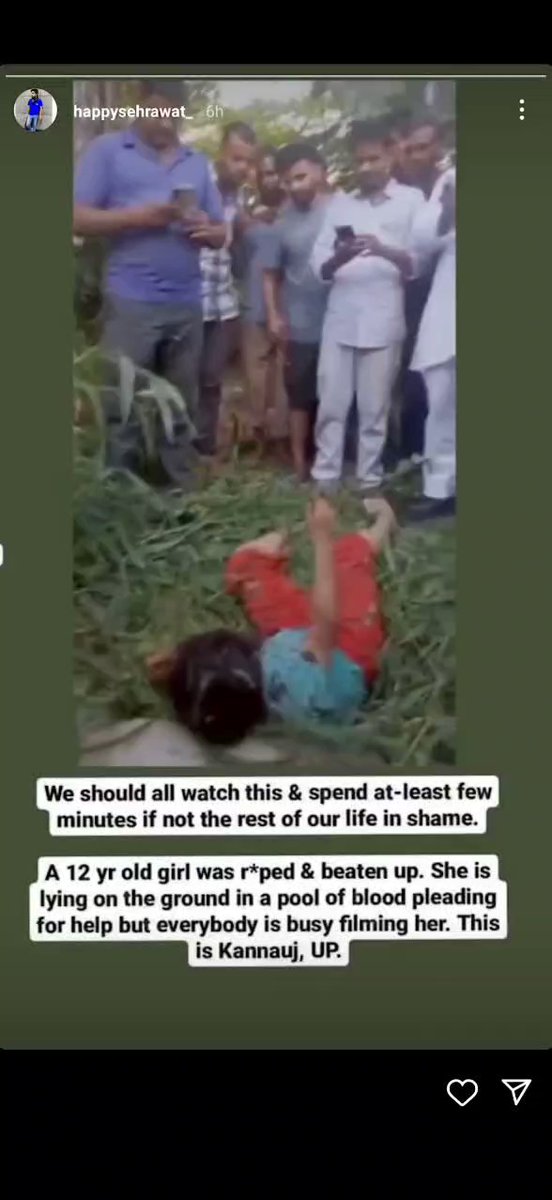 happysehrawat_ 6h
We should all watch this & spend at-least few
minutes if not the rest of our life in shame.
A 12 yr old girl was r*ped & beaten up. She is
lying on the ground in a pool of blood pleading
for help but everybody is busy filming her. This
is Kannauj, UP.